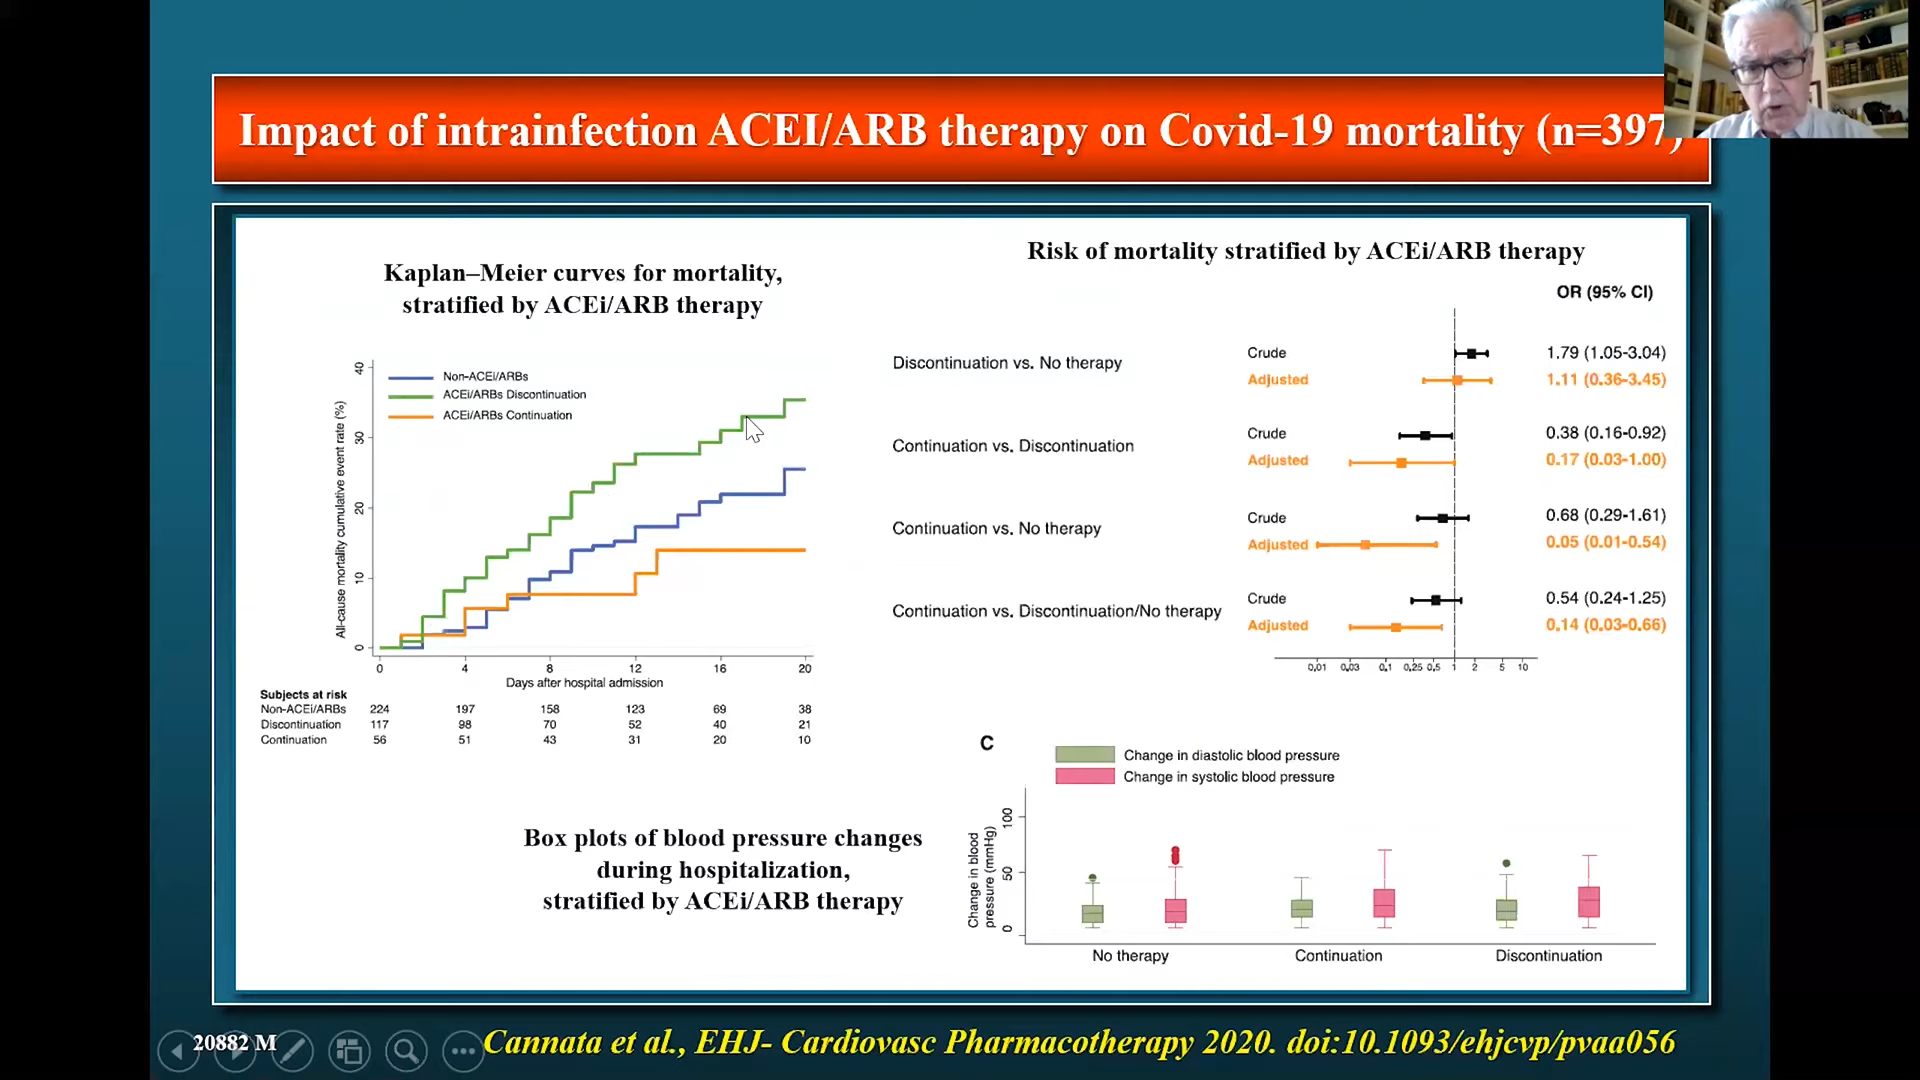 Impact of intrainfection ACEI/ARB therapy on Covid-19 mortality (n=397)
Kaplan–Meier curves for mortality,
stratified by ACEi/ARB therapy
All-cause mortality cumulative event rate (%)
40
30
20
10
0
Non-ACEi/ARBs
ACEi/ARBs Discontinuation
ACEi/ARBs Continuation
0 4 8 12 16 20
Days after hospital admission
Subjects at risk
Non-ACEi/ARBs 224 197 158 123 69 38
Discontinuation 117 98 70 52 40 21
Continuation 56 51 43 31 20 10
Risk of mortality stratified by ACEi/ARB therapy
OR (95% CI)
Discontinuation vs. No therapy
Crude 1.79 (1.05-3.04)
Adjusted 1.11 (0.36-3.45)
Continuation vs. Discontinuation
Crude 0.38 (0.16-0.92)
Adjusted 0.17 (0.03-1.00)
Continuation vs. No therapy
Crude 0.68 (0.29-1.61)
Adjusted 0.05 (0.01-0.54)
Continuation vs. Discontinuation/No therapy
Crude 0.54 (0.24-1.25)
Adjusted 0.14 (0.03-0.66)
0.01 0.03 0.1 0.25 0.5 1 2 5 10
Box plots of blood pressure changes
during hospitalization,
stratified by ACEi/ARB therapy
C
Change in diastolic blood pressure
Change in systolic blood pressure
Change in blood
pressure (mmHg)
100
50
0
No therapy Continuation Discontinuation
20882 M
Cannata et al., EHJ- Cardiovasc Pharmacotherapy 2020. doi:10.1093/ehjcvp/pvaa056